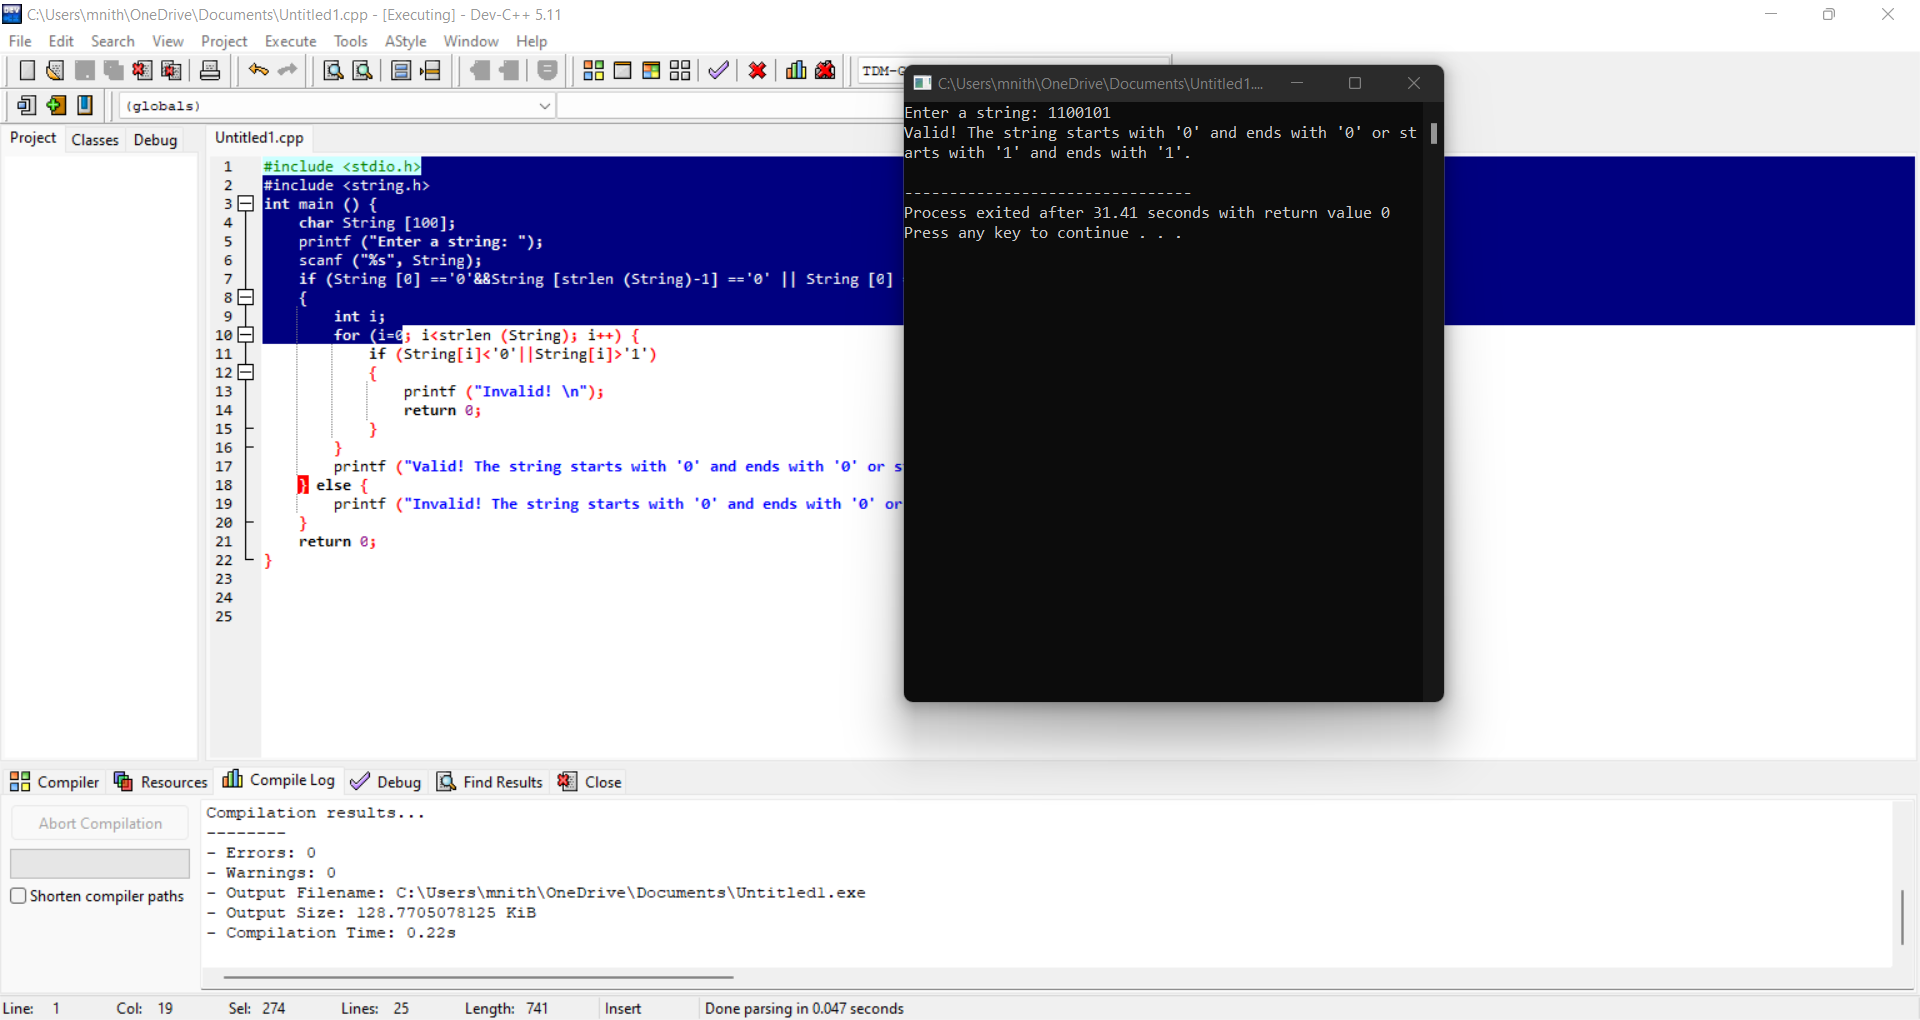 C:\Users\mnith\OneDrive\Documents\Untitled1.cpp - [Executing] - Dev-C++ 5.11
File Edit Search View Project Execute Tools AStyle Window Help
TDM-G
(globals)
Project Classes Debug
Untitled1.cpp
1 #include <stdio.h>
2 #include <string.h>
3 int main () {
4 char String [100];
5 printf ("Enter a string: ");
6 scanf ("%s", String);
7 if (String [0] =='0'&&String [strlen (String)-1] =='0' || String [0]
8 {
9 int i;
10 for (i=0; i<strlen (String); i++) {
11 if (String[i]<'0'||String[i]>'1')
12 {
13 printf ("Invalid! \n");
14 return 0;
15 }
16 }
17 printf ("Valid! The string starts with '0' and ends with '0' or s
18 } else {
19 printf ("Invalid! The string starts with '0' and ends with '0' or
20 }
21 return 0;
22 }
23
24
25
C:\Users\mnith\OneDrive\Documents\Untitled1....
Enter a string: 1100101
Valid! The string starts with '0' and ends with '0' or st
arts with '1' and ends with '1'.
--------------------------------
Process exited after 31.41 seconds with return value 0
Press any key to continue . . .
Compiler Resources Compile Log Debug Find Results Close
Abort Compilation
Shorten compiler paths
Compilation results...
--------
- Errors: 0
- Warnings: 0
- Output Filename: C:\Users\mnith\OneDrive\Documents\Untitled1.exe
- Output Size: 128.7705078125 KiB
- Compilation Time: 0.22s
Line: 1 Col: 19 Sel: 274 Lines: 25 Length: 741 Insert Done parsing in 0.047 seconds